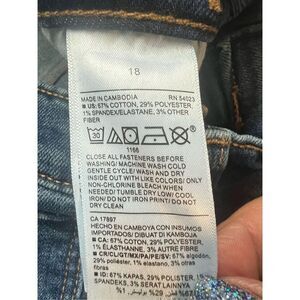 18
MADE IN CAMBODIA RN 54023
■ US: 67% COTTON, 29% POLYESTER,
1% SPANDEX/ELASTANE, 3% OTHER
FIBER
30
1166
CLOSE ALL FASTENERS BEFORE
WASHING/ MACHINE WASH COLD
GENTLE CYCLE/ WASH AND DRY
INSIDE OUT WITH LIKE COLORS/ ONLY
NON-CHLORINE BLEACH WHEN
NEEDED/ TUMBLE DRY LOW/ COOL
IRON/ DO NOT IRON PRINT/ DO NOT
DRY CLEAN
CA 17897
HECHO EN CAMBOYA CON INSUMOS
IMPORTADOS/ DIBUAT DI KAMBOJA
■ CA: 67% COTON, 29% POLYESTER,
1% ÉLASTHANNE, 3% AUTRE FIBRE
■ CR/CL/GT/MX/PA/PE/SV: 67% algodón,
29% poliéster, 1% elastano, 3% otras
fibras
■ ID: 67% KAPAS, 29% POLISTER, 1%
3% SERAT LAINNYA